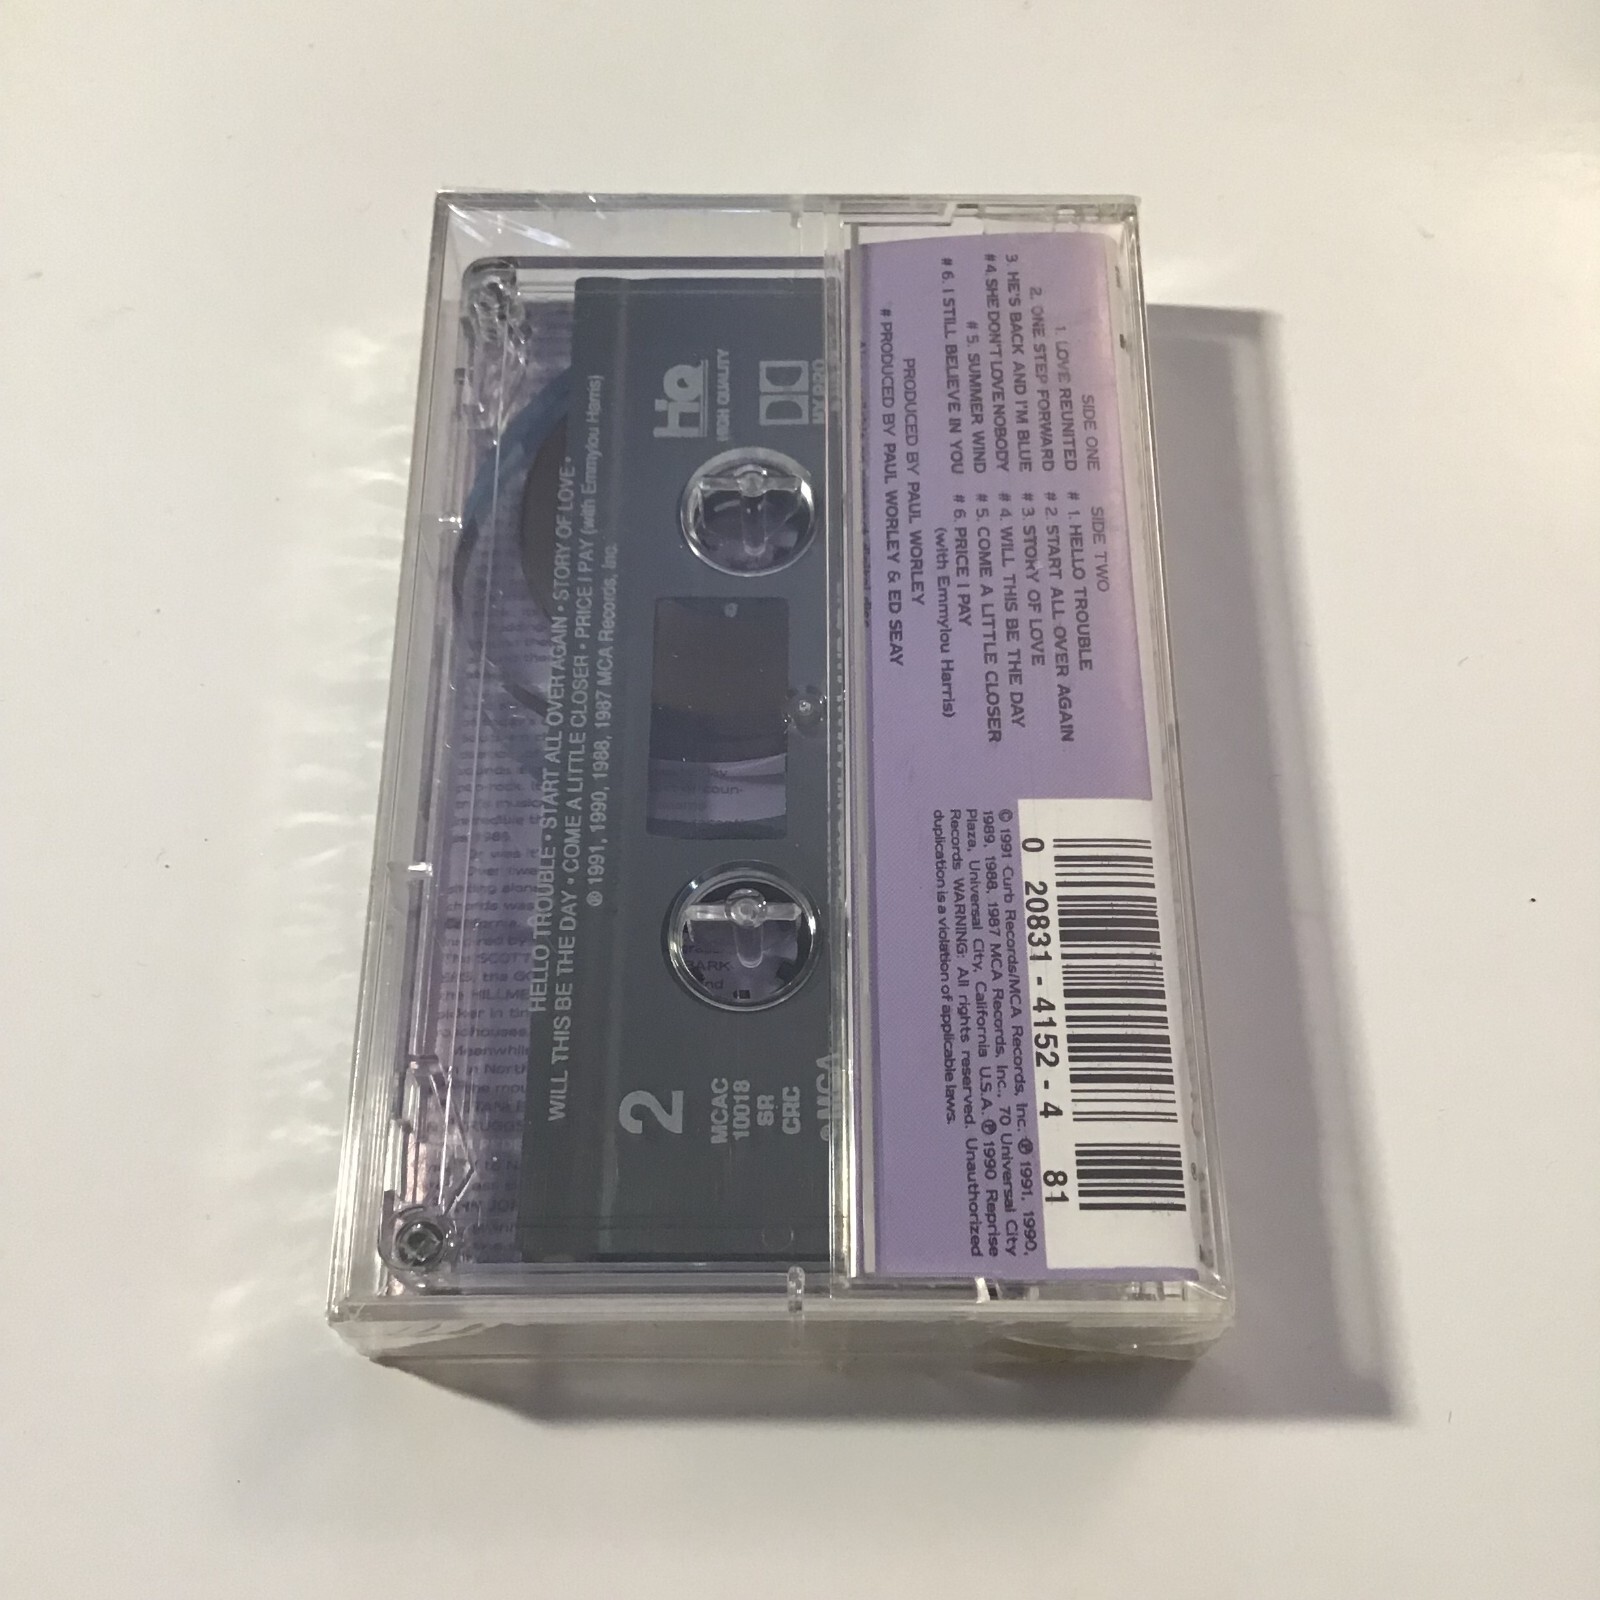 SIDE ONE
1. LOVE REUNITED
2. ONE STEP FORWARD
3. HE'S BACK AND I'M BLUE
#4. SHE DON'T LOVE NOBODY
# 5. SUMMER WIND
# 6. I STILL BELIEVE IN YOU
SIDE TWO
# 1. HELLO TROUBLE
# 2. START ALL OVER AGAIN
# 3. STORY OF LOVE
# 4. WILL THIS BE THE DAY
# 5. COME A LITTLE CLOSER
# 6. PRICE I PAY
(with Emmylou Harris)
PRODUCED BY PAUL WORLEY
# PRODUCED BY PAUL WORLEY & ED SEAY
0 20831 - 4152 - 4 81
© 1991 Curb Records/MCA Records, Inc. ℗ 1991, 1990,
1989, 1988, 1987 MCA Records, Inc., 70 Universal City
Plaza, Universal City, California U.S.A. ℗ 1990 Reprise
Records WARNING: All rights reserved. Unauthorized
duplication is a violation of applicable laws.
HELLO TROUBLE • START ALL OVER AGAIN • STORY OF LOVE •
WILL THIS BE THE DAY • COME A LITTLE CLOSER • PRICE I PAY (with Emmylou Harris)
℗ 1991, 1990, 1988, 1987 MCA Records, Inc.
HiQ
HIGH QUALITY
DOLBY
2
MCAC
10018
SR
CRC
MCA